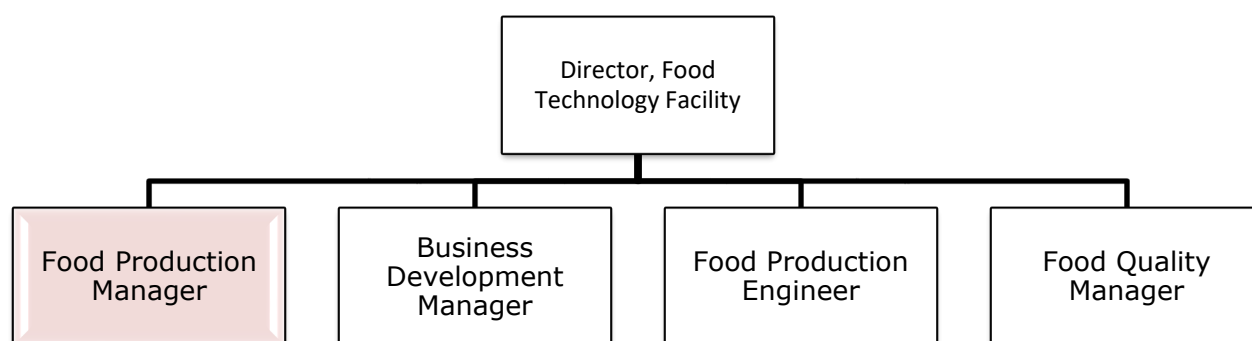 Director, Food
Technology Facility
Food Production
Manager
Business
Development
Manager
Food Production
Engineer
Food Quality
Manager